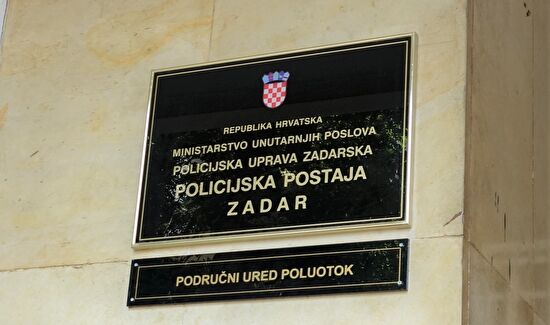 REPUBLIKA HRVATSKA
MINISTARSTVO UNUTARNJIH POSLOVA
POLICIJSKA UPRAVA ZADARSKA
POLICIJSKA POSTAJA
ZADAR
PODRUČNI URED POLUOTOK